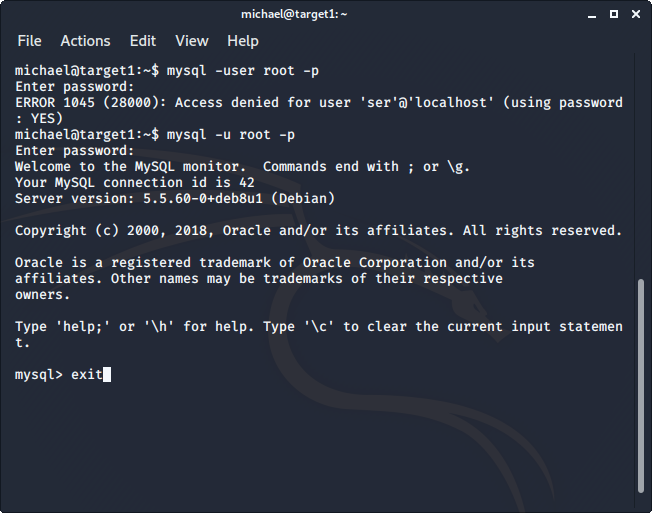 michael@target1: ~
File Actions Edit View Help
michael@target1:~$ mysql -user root -p
Enter password:
ERROR 1045 (28000): Access denied for user 'ser'@'localhost' (using password
: YES)
michael@target1:~$ mysql -u root -p
Enter password:
Welcome to the MySQL monitor.  Commands end with ; or \g.
Your MySQL connection id is 42
Server version: 5.5.60-0+deb8u1 (Debian)
Copyright (c) 2000, 2018, Oracle and/or its affiliates. All rights reserved.
Oracle is a registered trademark of Oracle Corporation and/or its
affiliates. Other names may be trademarks of their respective
owners.
Type 'help;' or '\h' for help. Type '\c' to clear the current input statemen
t.
mysql> exit